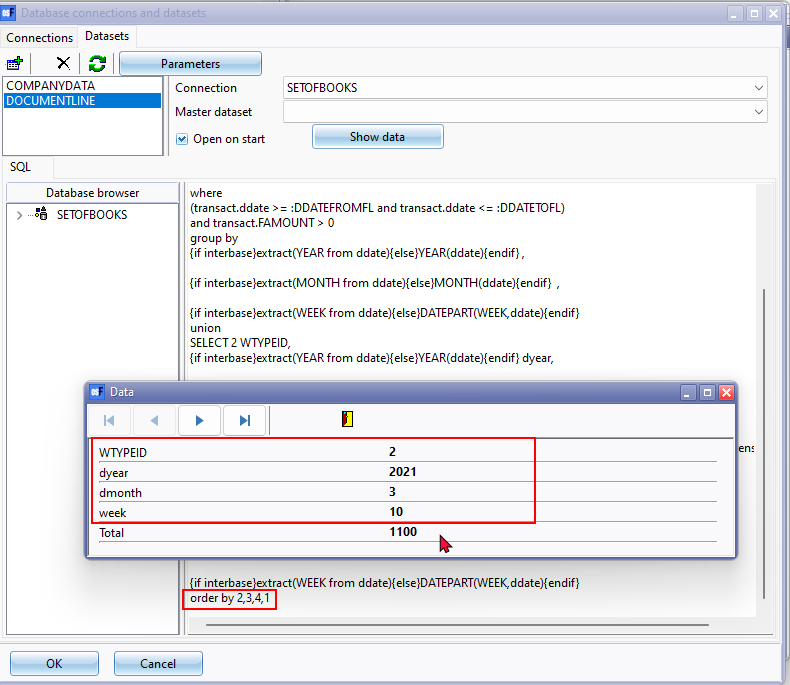 Database connections and datasets
Connections
Datasets
Parameters
COMPANYDATA
DOCUMENTLINE
Connection
SETOFBOOKS
Master dataset
Open on start
Show data
SQL
Database browser
SETOFBOOKS
where
(transact.ddate >= :DDATEFROMFL and transact.ddate <= :DDATETOFL)
and transact.FAMOUNT > 0
group by
{if interbase}extract(YEAR from ddate){else}YEAR(ddate){endif} ,
{if interbase}extract(MONTH from ddate){else}MONTH(ddate){endif} ,
{if interbase}extract(WEEK from ddate){else}DATEPART(WEEK,ddate){endif}
union
SELECT 2 WTYPEID,
{if interbase}extract(YEAR from ddate){else}YEAR(ddate){endif} dyear,
Data
WTYPEID 2
dyear 2021
dmonth 3
week 10
Total 1100
ens
{if interbase}extract(WEEK from ddate){else}DATEPART(WEEK,ddate){endif}
order by 2,3,4,1
OK
Cancel